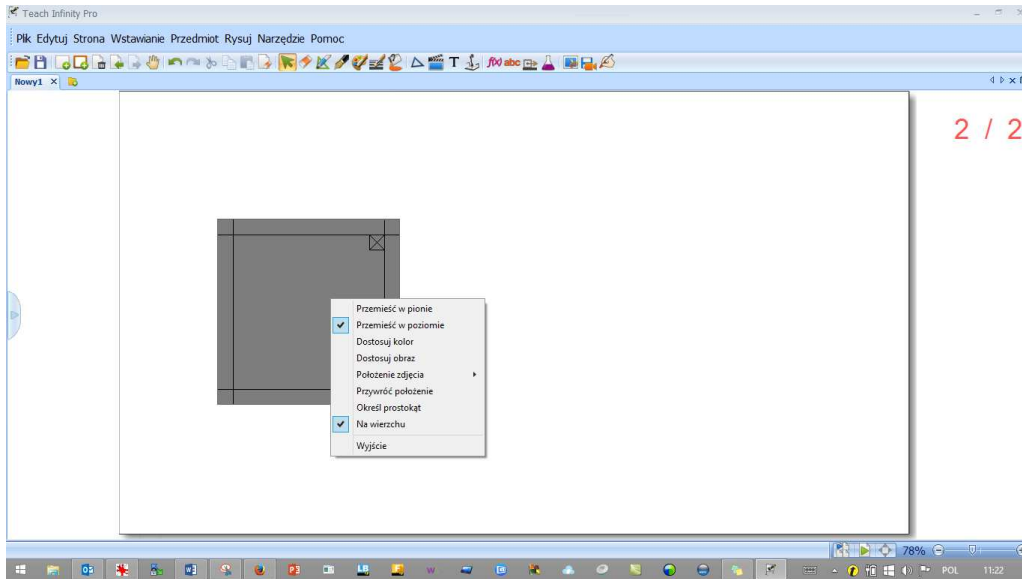 Teach Infinity Pro
Plik Edytuj Strona Wstawianie Przedmiot Rysuj Narzędzie Pomoc
T f(x) abc
Nowy1
2 / 2
Przemieść w pionie
Przemieść w poziomie
Dostosuj kolor
Dostosuj obraz
Położenie zdjęcia
Przywróć położenie
Określ prostokąt
Na wierzchu
Wyjście
78%
POL 11:22